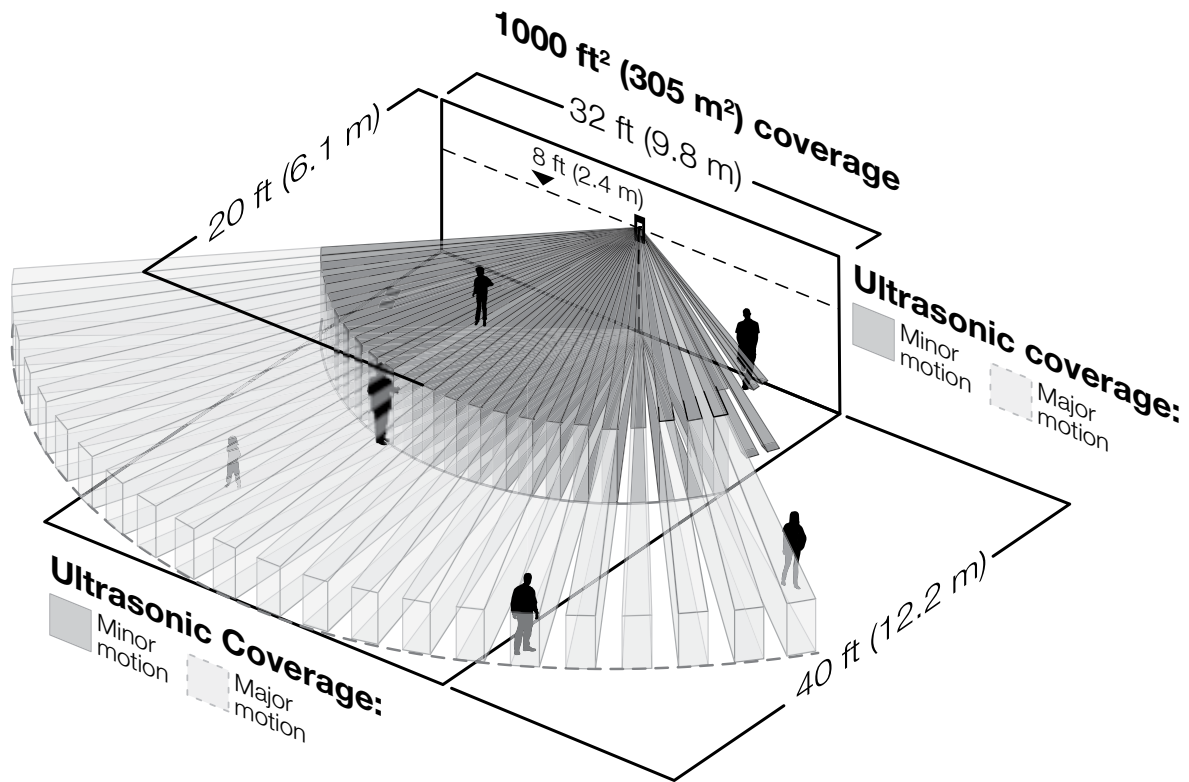 1000 ft² (305 m²) coverage
32 ft (9.8 m)
20 ft (6.1 m)
8 ft (2.4 m)
Ultrasonic coverage:
Minor
motion
Major
motion
40 ft (12.2 m)
Ultrasonic Coverage:
Minor
motion
Major
motion